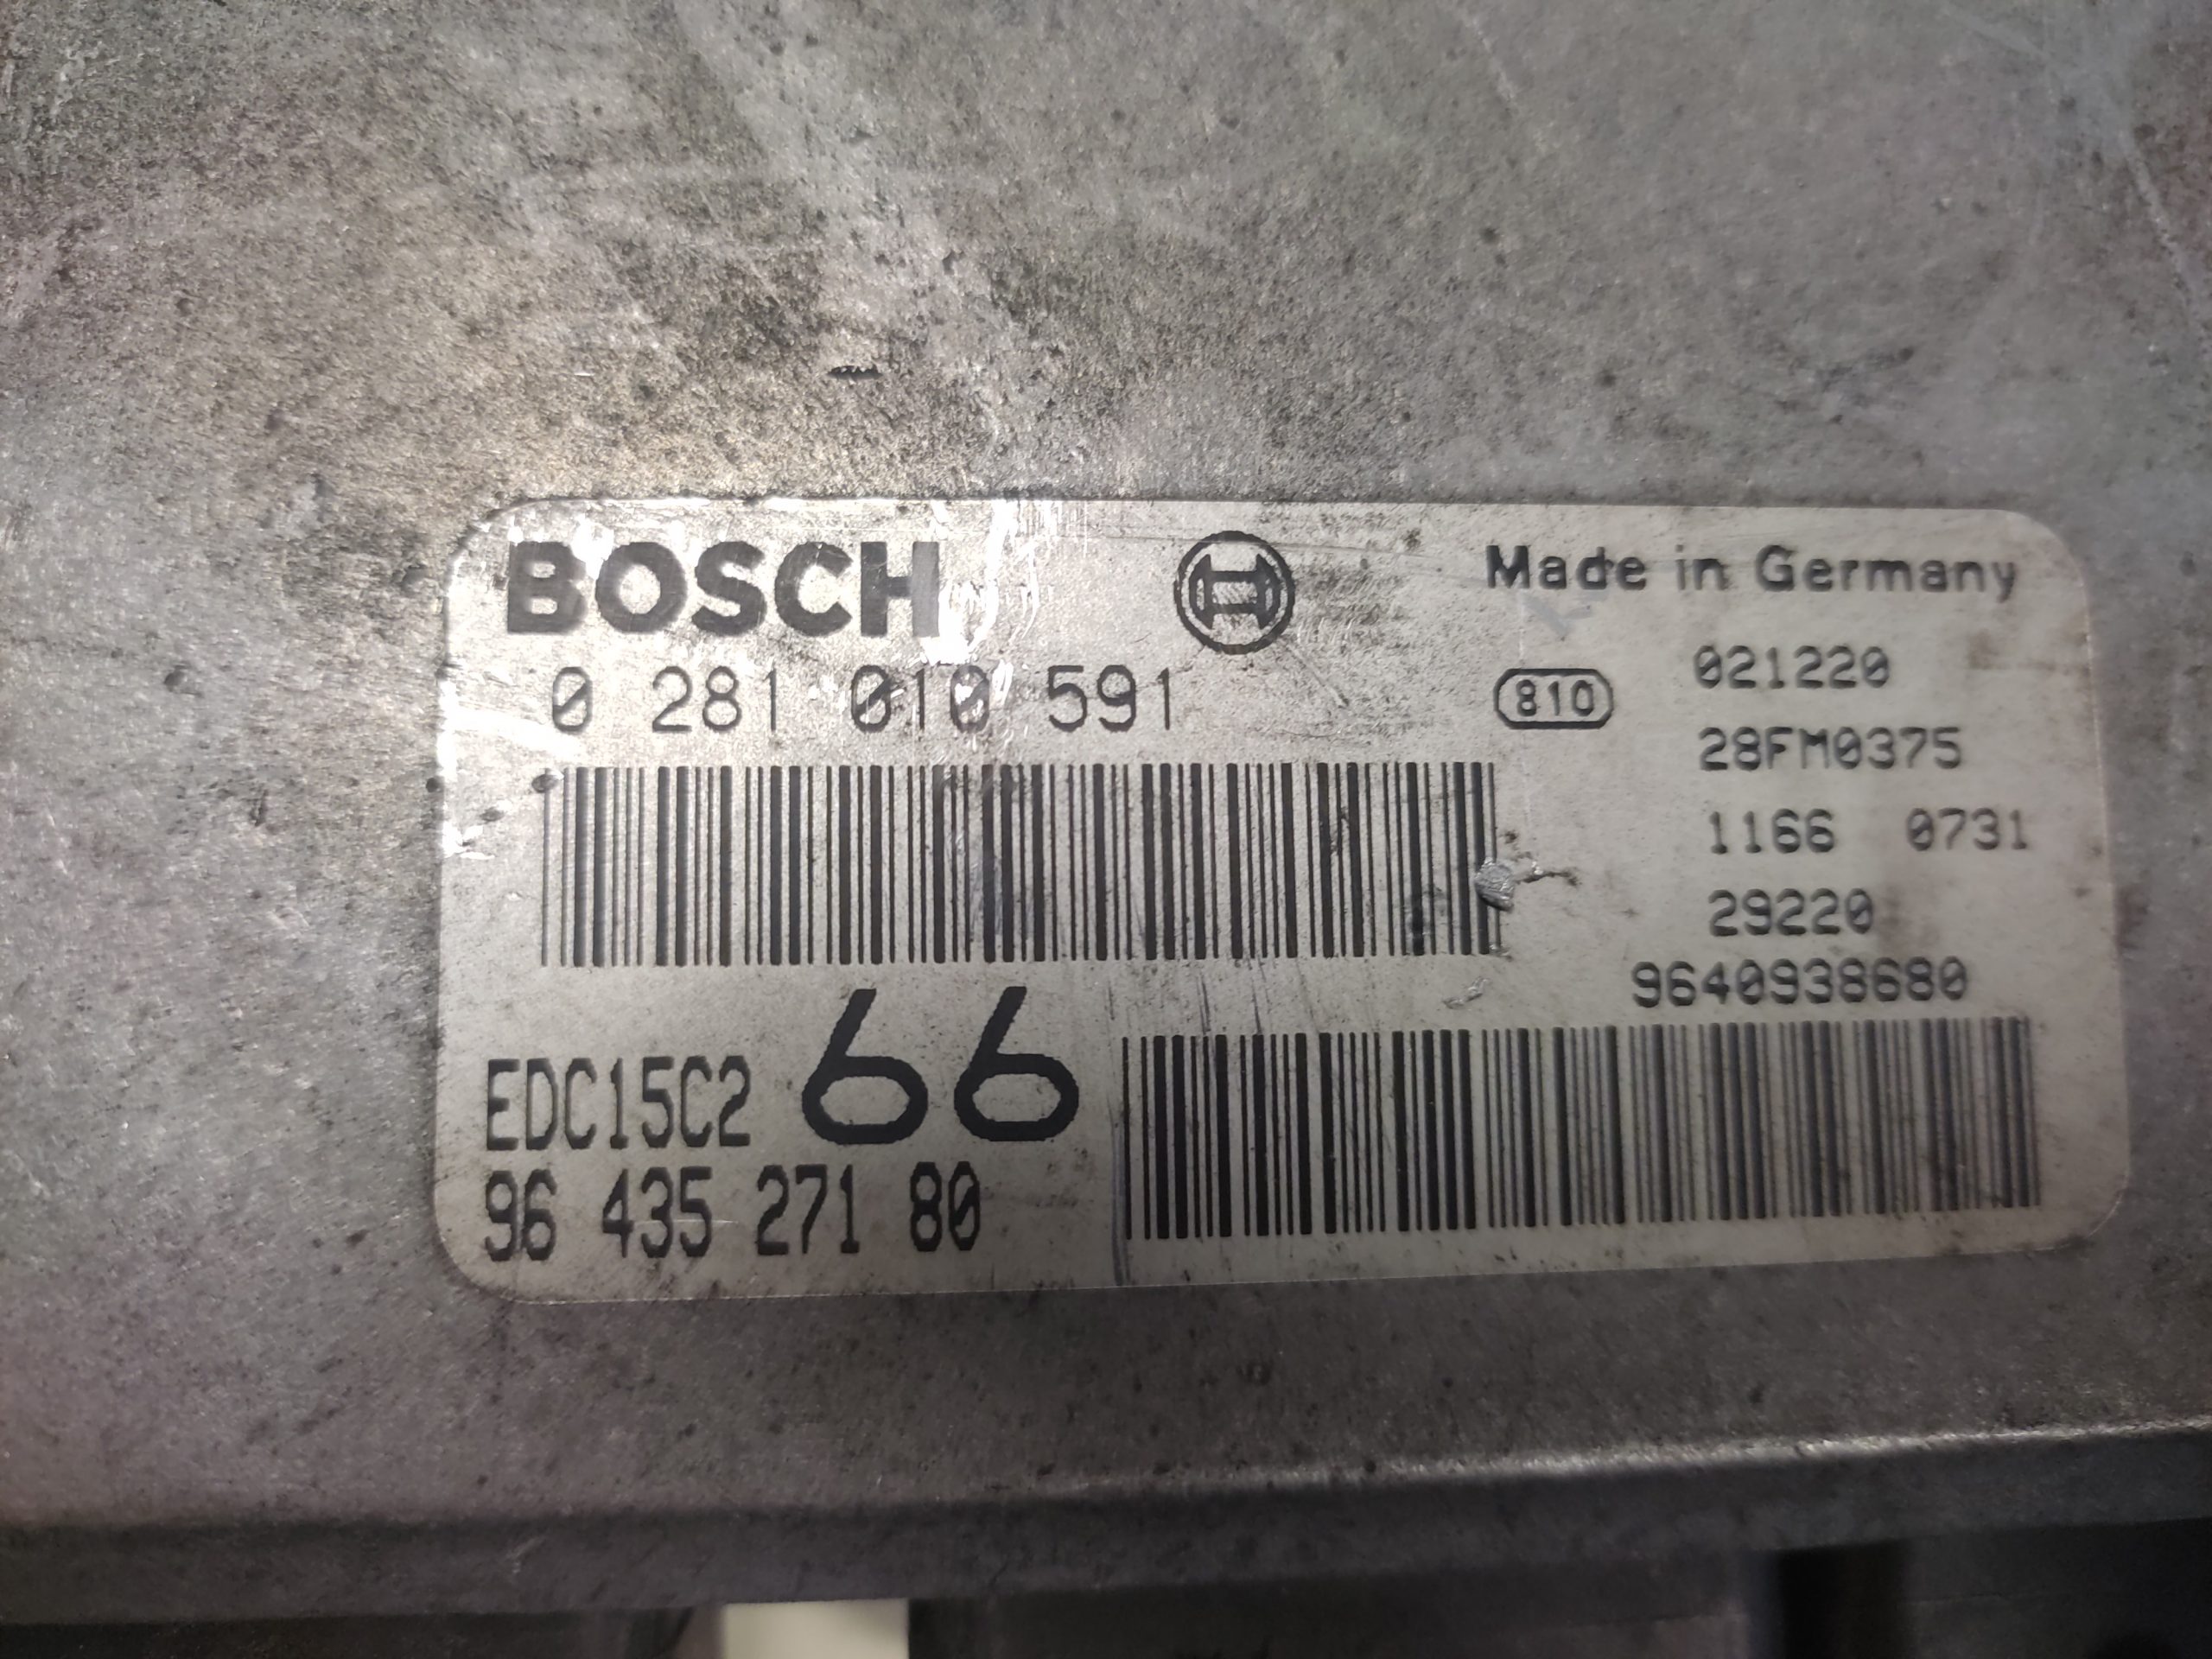 BOSCH
Made in Germany
0 281 010 591
810
021220
28FM0375
1166 0731
29220
9640938680
EDC15C2 66
96 435 271 80